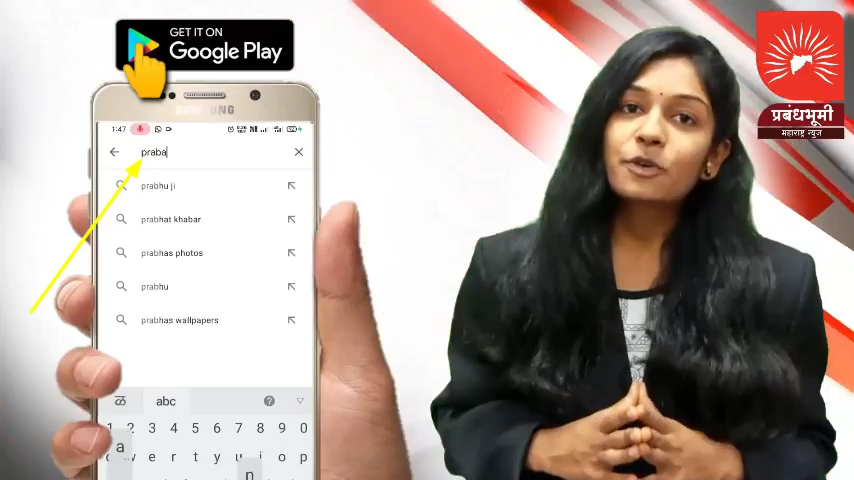 GET IT ON
Google Play
SAMSUNG
1:47
praba
prabhu ji
prabhat khabar
prabhas photos
prabhu
prabhas wallpapers
abc
1 2 3 4 5 6 7 8 9 0
w e r t y u i o p
a
n
प्रबंधभूमी
महाराष्ट्र न्यूज